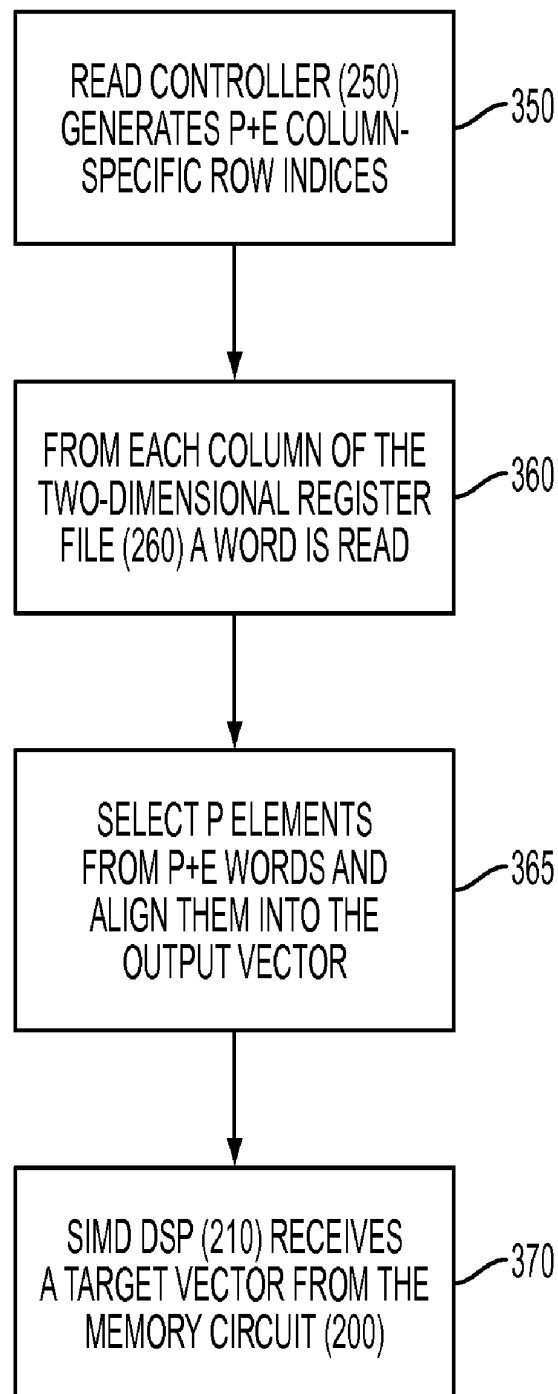 READ CONTROLLER (250)
GENERATES P+E COLUMN-
SPECIFIC ROW INDICES
350
FROM EACH COLUMN OF THE
TWO-DIMENSIONAL REGISTER
FILE (260) A WORD IS READ
360
SELECT P ELEMENTS
FROM P+E WORDS AND
ALIGN THEM INTO THE
OUTPUT VECTOR
365
SIMD DSP (210) RECEIVES
A TARGET VECTOR FROM THE
MEMORY CIRCUIT (200)
370